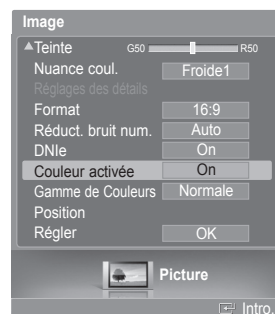 Image
Teinte G50 R50
Nuance coul. Froide1
Réglages des détails
Format 16:9
Réduct. bruit num. Auto
DNIe On
Couleur activée On
Gamme de Couleurs Normale
Position
Régler OK
Picture
Intro.